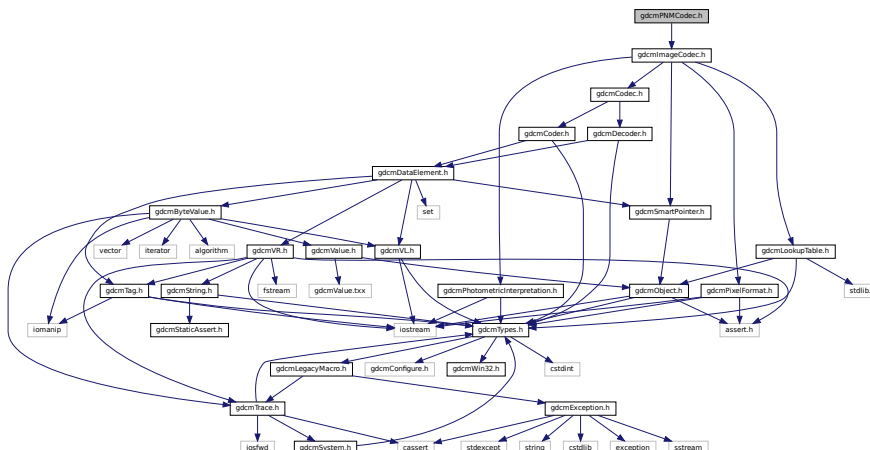 gdcmPNMCodec.h
gdcmImageCodec.h
gdcmCodec.h
gdcmCoder.h
gdcmDecoder.h
gdcmDataElement.h
gdcmByteValue.h
set
gdcmSmartPointer.h
vector
iterator
algorithm
gdcmVR.h
gdcmValue.h
gdcmVL.h
gdcmLookupTable.h
gdcmTag.h
gdcmString.h
fstream
gdcmValue.txx
gdcmPhotometricInterpretation.h
gdcmObject.h
gdcmPixelFormat.h
stdlib.
iomanip
gdcmStaticAssert.h
iostream
gdcmTypes.h
assert.h
gdcmLegacyMacro.h
gdcmConfigure.h
gdcmWin32.h
cstdint
gdcmTrace.h
gdcmException.h
iosfwd
gdcmSystem.h
cassert
stdexcept
string
cstdlib
exception
sstream